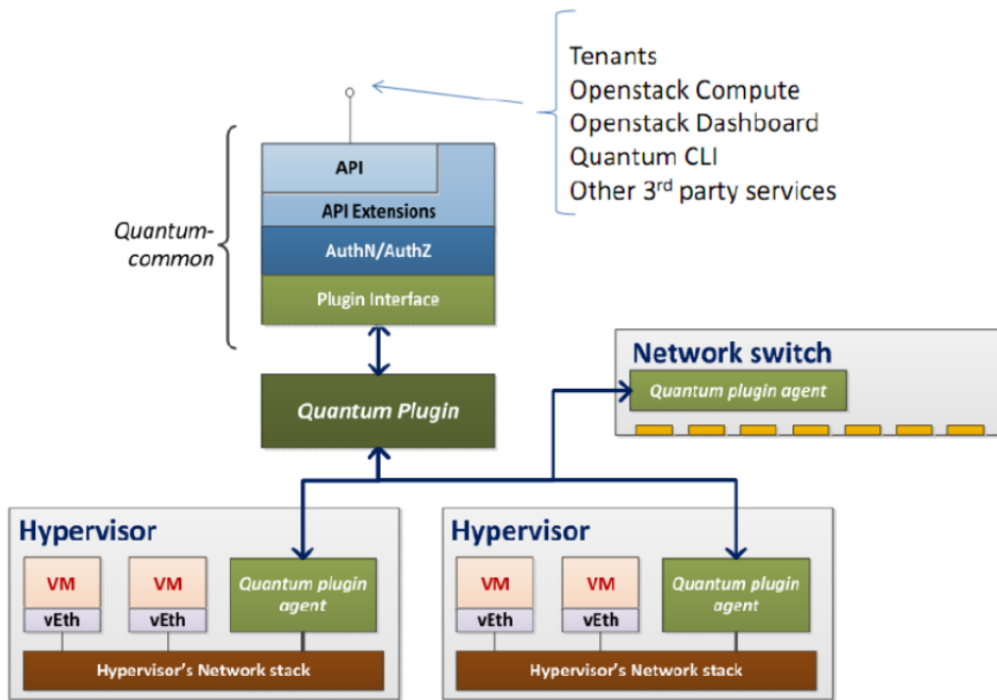 Tenants
Openstack Compute
Openstack Dashboard
Quantum CLI
Other 3rd party services
Quantum-
common
API
API Extensions
AuthN/AuthZ
Plugin Interface
Quantum Plugin
Network switch
Quantum plugin agent
Hypervisor
VM
vEth
VM
vEth
Quantum plugin
agent
Hypervisor's Network stack
Hypervisor
VM
vEth
VM
vEth
Quantum plugin
agent
Hypervisor's Network stack